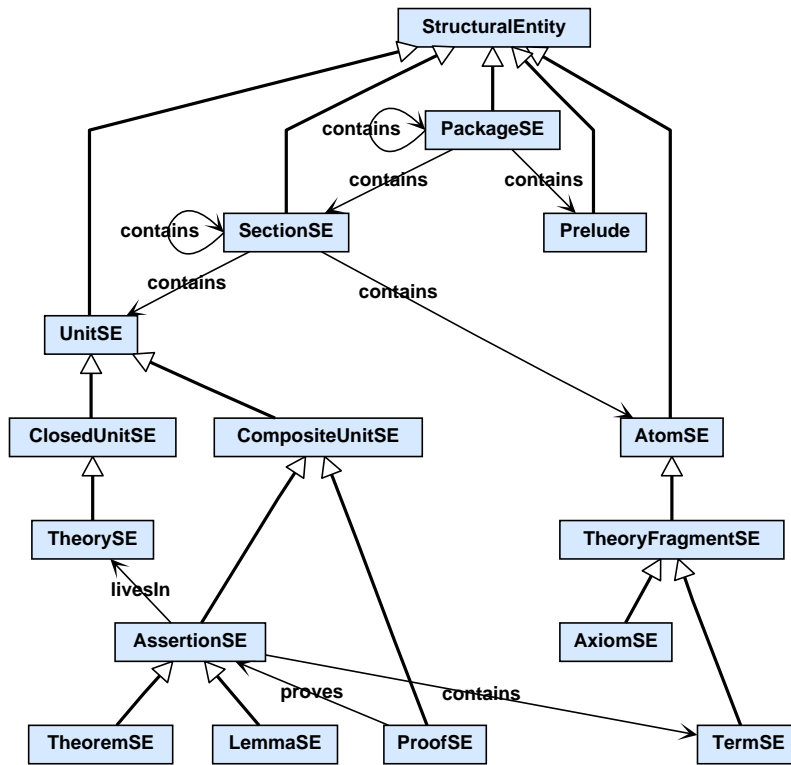 StructuralEntity
contains
PackageSE
contains
contains
contains
SectionSE
Prelude
contains
contains
UnitSE
ClosedUnitSE
CompositeUnitSE
AtomSE
TheorySE
TheoryFragmentSE
livesIn
AssertionSE
AxiomSE
proves
contains
TheoremSE
LemmaSE
ProofSE
TermSE